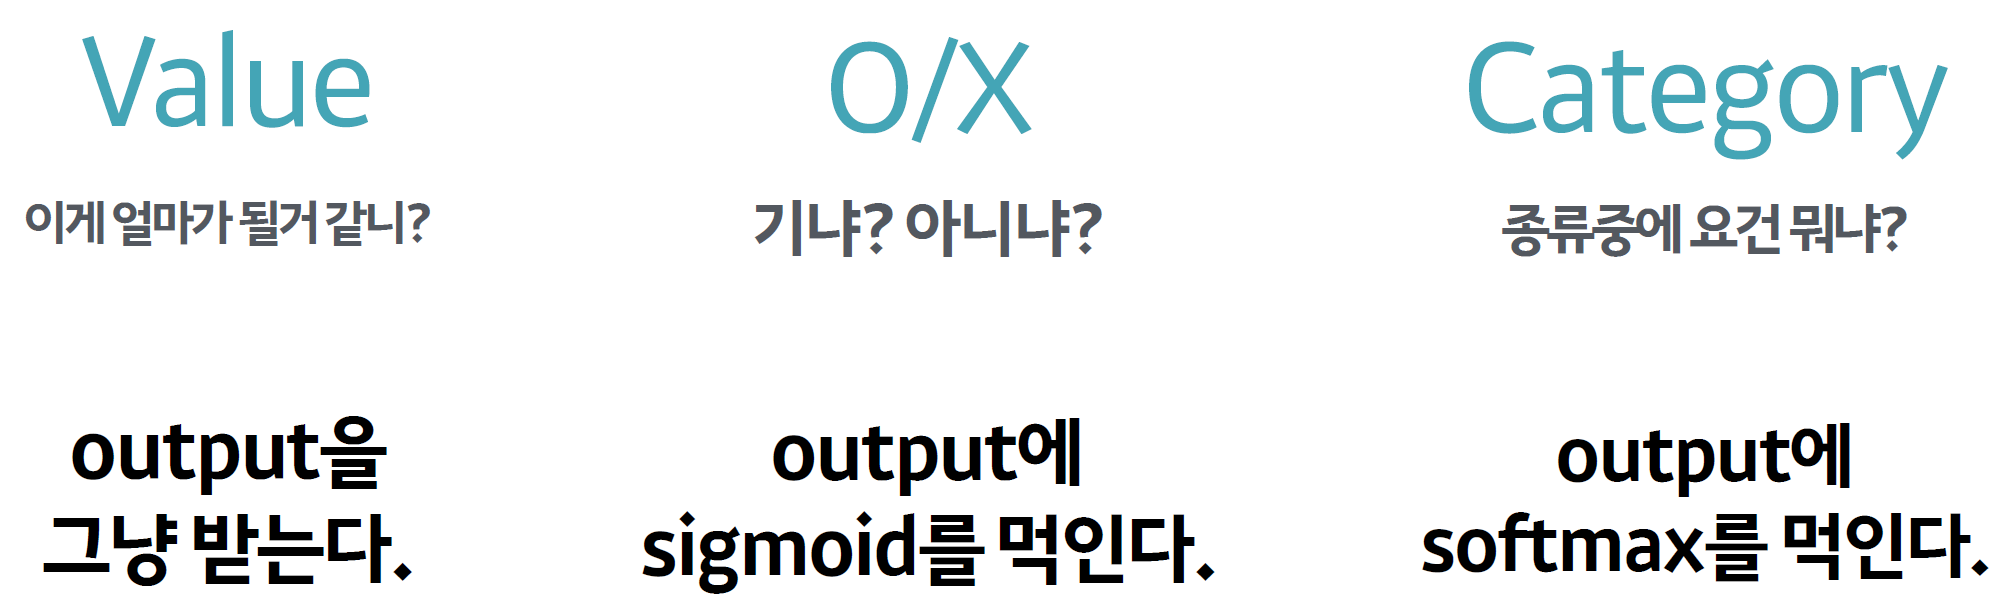 Value
이게 얼마가 될거 같니?
output을
그냥 받는다.
O/X
기냐? 아니냐?
output에
sigmoid를 먹인다.
Category
종류중에 요건 뭐냐?
output에
softmax를 먹인다.